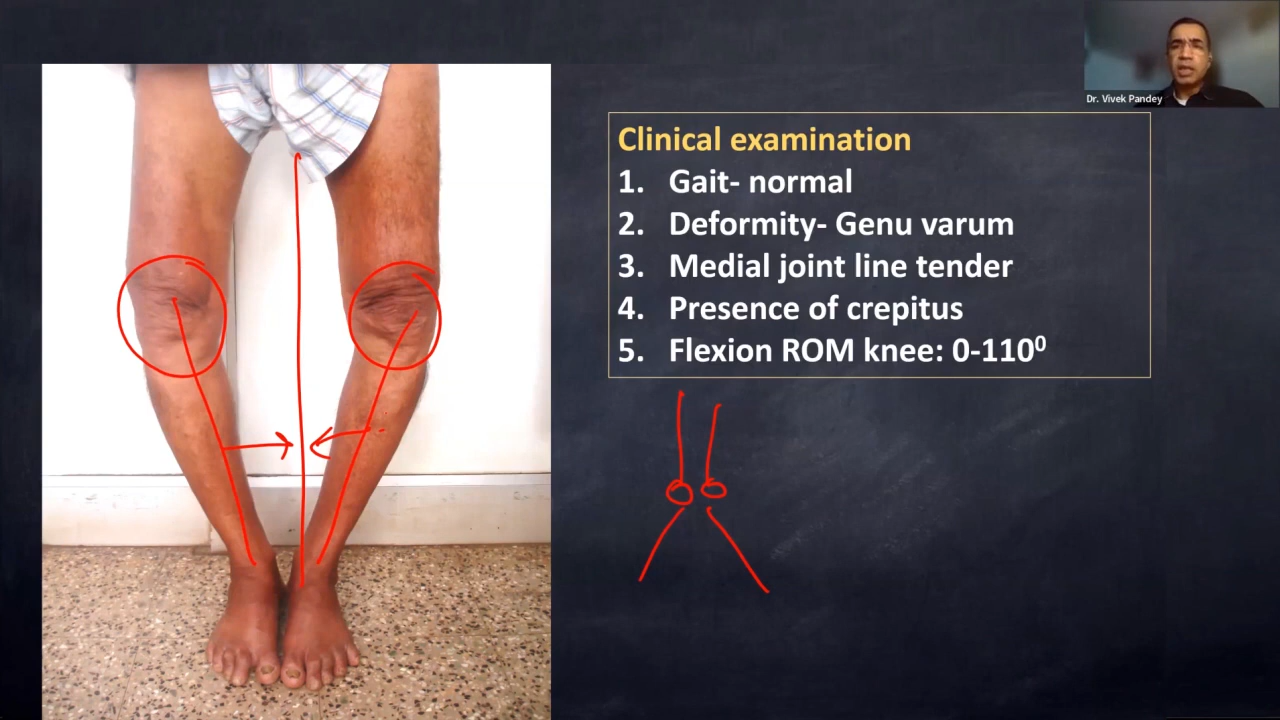 Dr. Vivek Pandey
Clinical examination
1. Gait- normal
2. Deformity- Genu varum
3. Medial joint line tender
4. Presence of crepitus
5. Flexion ROM knee: 0-110⁰